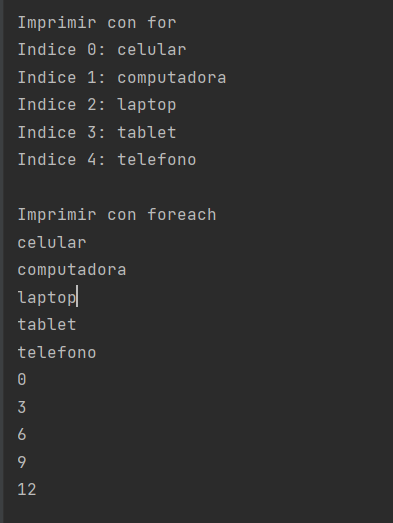 Imprimir con for
Indice 0: celular
Indice 1: computadora
Indice 2: laptop
Indice 3: tablet
Indice 4: telefono
Imprimir con foreach
celular
computadora
laptop
tablet
telefono
0
3
6
9
12